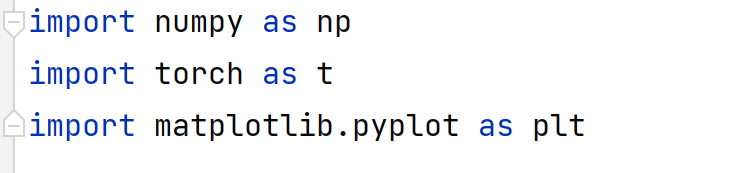 import numpy as np
import torch as t
import matplotlib.pyplot as plt